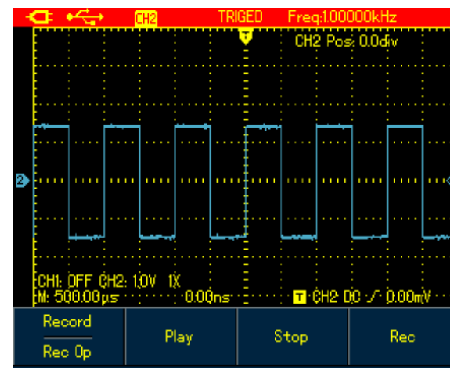 CH2 TRIGED Freq:1.00000kHz
T
CH2 Pos: 0.0div
2
CH1: OFF CH2: 1.0V 1X
M: 500.00μs 0.00ns T CH2 DC 0.00mV
Record Play Stop Rec
Rec Op